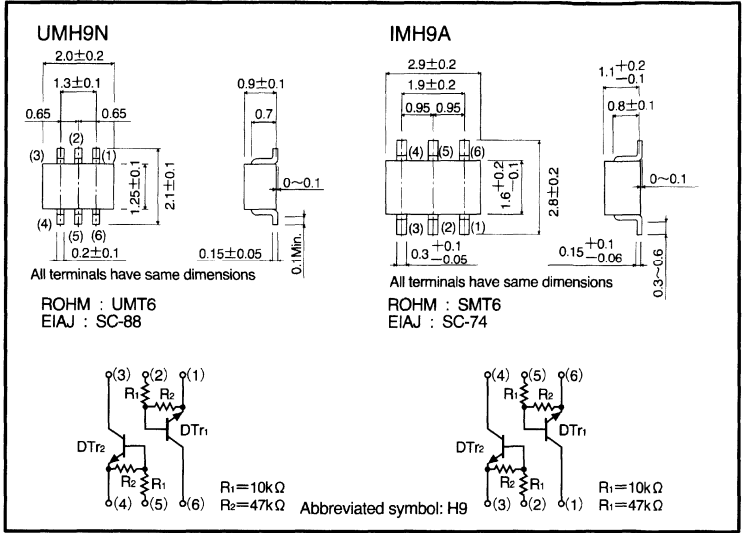 UMH9N
2.0±0.2
1.3±0.1
0.65 0.65
(3) (2) (1)
1.25±0.1
2.1±0.1
(4) (5) (6)
0.2±0.1
0.9±0.1
0.7
0〜0.1
0.15±0.05
0.1Min.
All terminals have same dimensions
ROHM : UMT6
EIAJ : SC-88
IMH9A
2.9±0.2
1.9±0.2
0.95 0.95
(4) (5) (6)
1.6+0.2 −0.1
2.8±0.2
(3) (2) (1)
0.3+0.1 −0.05
1.1+0.2 −0.1
0.8±0.1
0〜0.1
0.15+0.1 −0.06
0.3〜0.6
All terminals have same dimensions
ROHM : SMT6
EIAJ : SC-74
(3) (2) (1)
R1 R2
DTr1
DTr2
R2 R1
(4) (5) (6)
R1=10kΩ
R2=47kΩ
Abbreviated symbol: H9
(4) (5) (6)
R1 R2
DTr1
DTr2
R2 R1
(3) (2) (1)
R1=10kΩ
R1=47kΩ